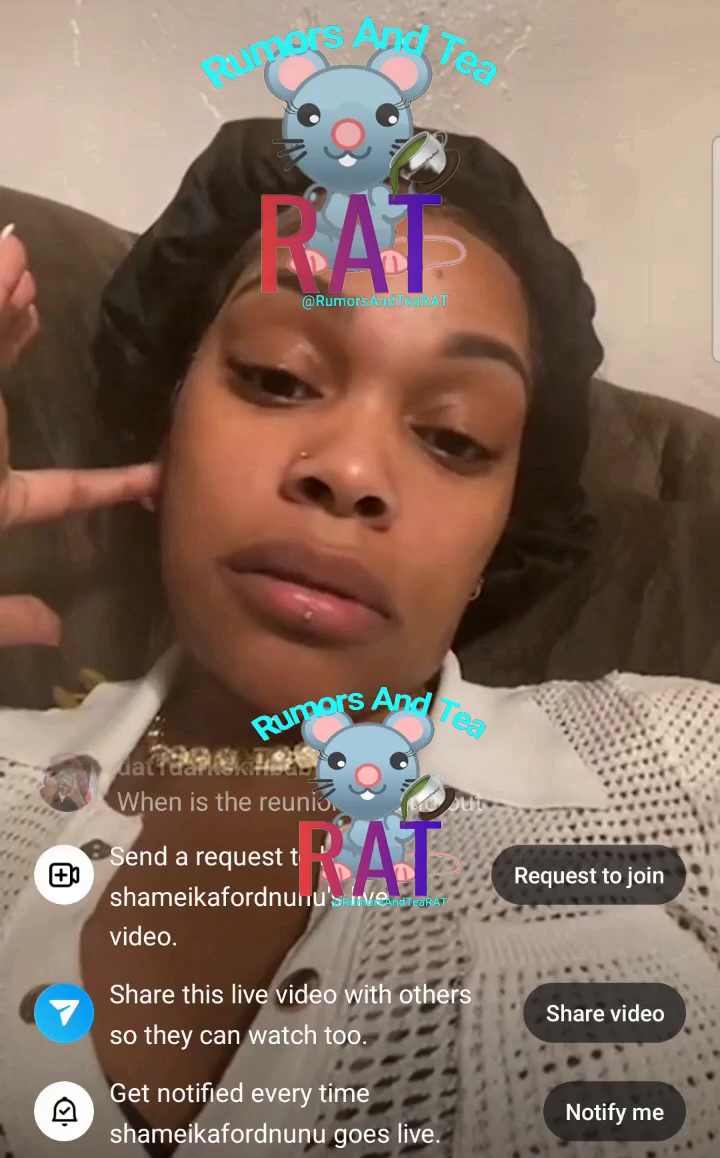 Rumors And Tea
RAT
@RumorsAndTeaRAT
Rumors And Tea
When is the
RAT
@RumorsAndTeaRAT
Send a request
shameikafordnunu's live
video.
Request to join
Share this live video with others
so they can watch too.
Share video
Get notified every time
shameikafordnunu goes live.
Notify me